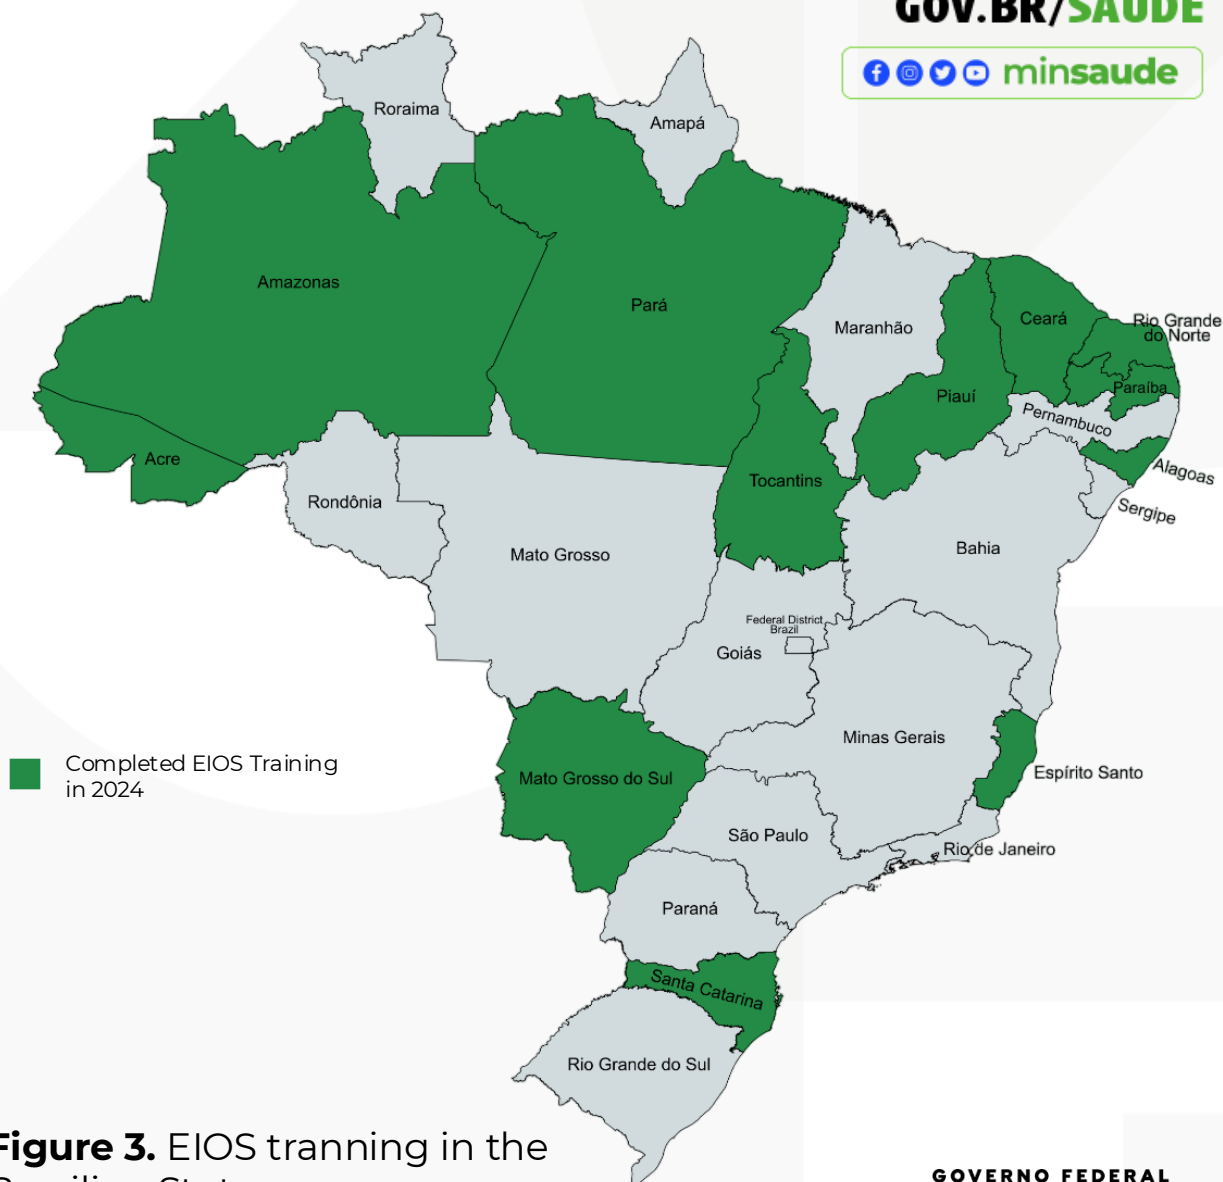 GOV.BR/SAUDE
minsaude
Roraima
Amapá
Amazonas
Pará
Maranhão
Ceará
Rio Grande
do Norte
Paraíba
Piauí
Pernambuco
Acre
Alagoas
Tocantins
Rondônia
Sergipe
Mato Grosso
Bahia
Federal District
Brazil
Goiás
Minas Gerais
Completed EIOS Training
in 2024
Mato Grosso do Sul
Espírito Santo
São Paulo
Rio de Janeiro
Paraná
Santa Catarina
Rio Grande do Sul
Figure 3. EIOS tranning in the
GOVERNO FEDERAL